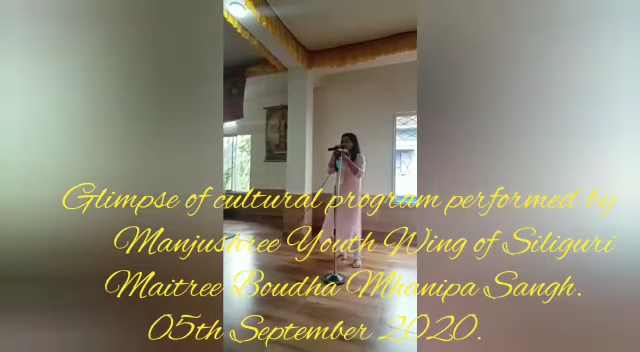 Glimpse of cultural program performed by
Manjushree Youth Wing of Siliguri
Maitree Boudha Mhanipa Sangh.
05th September 2020.